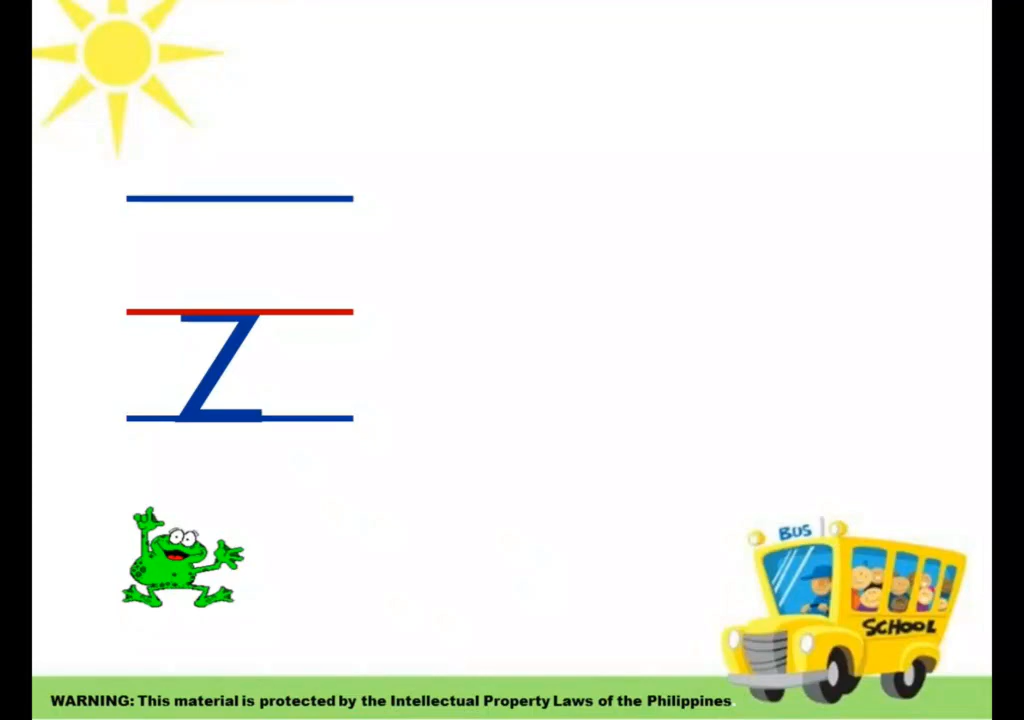 z
BUS
SCHOOL
WARNING: This material is protected by the Intellectual Property Laws of the Philippines.